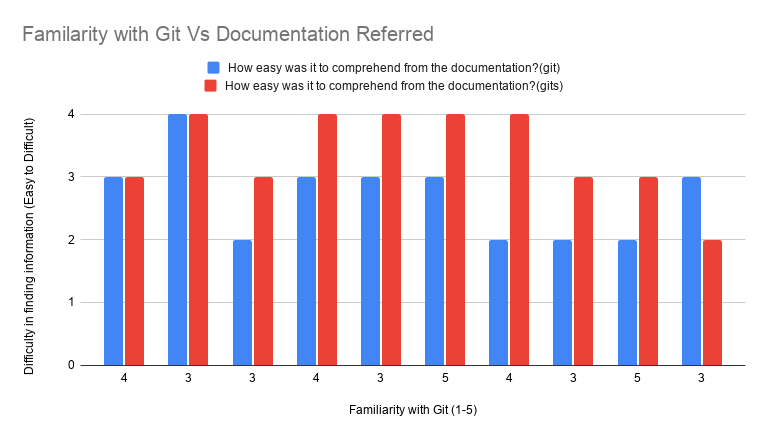 Familarity with Git Vs Documentation Referred
How easy was it to comprehend from the documentation?(git)
How easy was it to comprehend from the documentation?(gits)
Difficulty in finding information (Easy to Difficult)
4
3
2
1
0
4 3 3 4 3 5 4 3 5 3
Familiarity with Git (1-5)